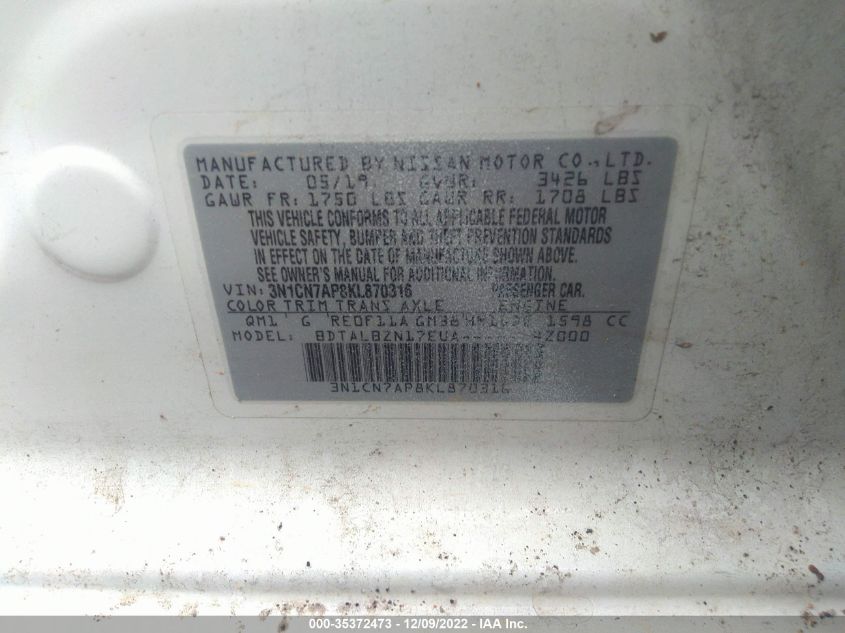 MANUFACTURED BY NISSAN MOTOR CO.,LTD.
DATE: 05/19 GVWR: 3426 LBS
GAWR FR: 1750 LBS GAWR RR: 1708 LBS
THIS VEHICLE CONFORMS TO ALL APPLICABLE FEDERAL MOTOR
VEHICLE SAFETY, BUMPER AND THEFT PREVENTION STANDARDS
IN EFFECT ON THE DATE OF MANUFACTURE SHOWN ABOVE.
SEE OWNER'S MANUAL FOR ADDITIONAL INFORMATION.
VIN: 3N1CN7AP8KL870316 PASSENGER CAR.
COLOR TRIM TRANS AXLE ENGINE
QM1 G RE0F11A GM38 1598 CC
MODEL: BDTALBZN17EUA-----Z000
3N1CN7AP8KL870316
000-35372473 - 12/09/2022 - IAA Inc.